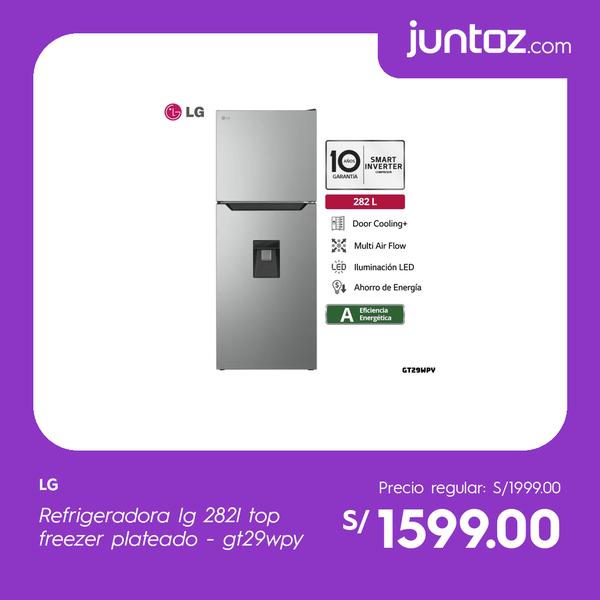 juntoz.com
LG
LG
10
AÑOS
GARANTÍA
SMART
INVERTER
COMPRESSOR
282 L
Door Cooling+
Multi Air Flow
LED
Iluminación LED
Ahorro de Energía
A
Eficiencia
Energética
GT29WPY
LG
Refrigeradora lg 282l top
freezer plateado - gt29wpy
Precio regular: S/1999.00
S/1599.00